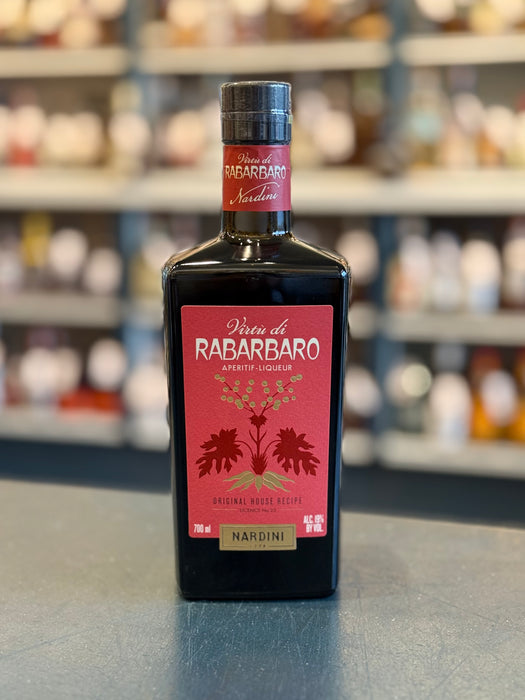 Virtù di
RABARBARO
Nardini
Virtù di
RABARBARO
APERITIF-LIQUEUR
ORIGINAL HOUSE RECIPE
700 ml
ALC. 19%
BY VOL.
NARDINI